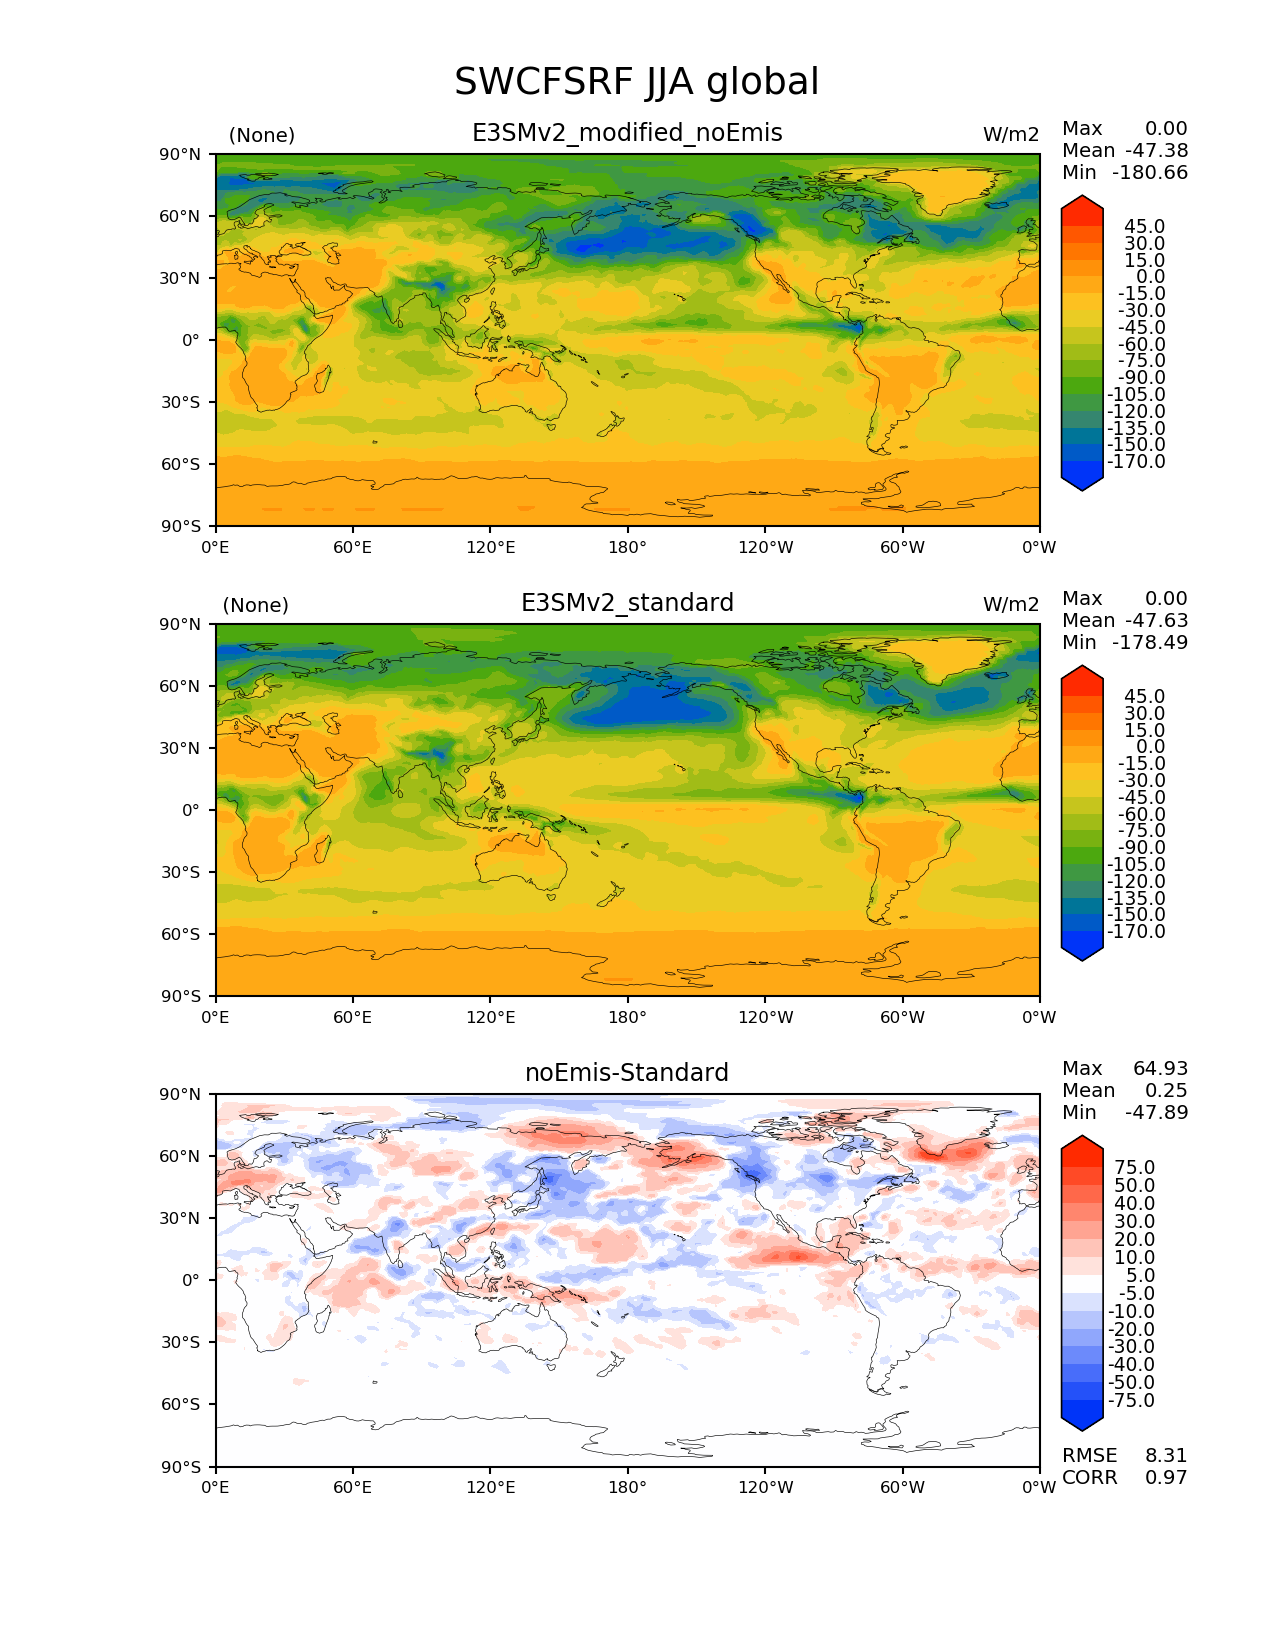 SWCFSRF JJA global
(None) E3SMv2_modified_noEmis W/m2
Max 0.00
Mean -47.38
Min -180.66
90°N
60°N
30°N
0°
30°S
60°S
90°S
0°E 60°E 120°E 180° 120°W 60°W 0°W
45.0
30.0
15.0
0.0
-15.0
-30.0
-45.0
-60.0
-75.0
-90.0
-105.0
-120.0
-135.0
-150.0
-170.0
(None) E3SMv2_standard W/m2
Max 0.00
Mean -47.63
Min -178.49
90°N
60°N
30°N
0°
30°S
60°S
90°S
0°E 60°E 120°E 180° 120°W 60°W 0°W
45.0
30.0
15.0
0.0
-15.0
-30.0
-45.0
-60.0
-75.0
-90.0
-105.0
-120.0
-135.0
-150.0
-170.0
noEmis-Standard
Max 64.93
Mean 0.25
Min -47.89
90°N
60°N
30°N
0°
30°S
60°S
90°S
0°E 60°E 120°E 180° 120°W 60°W 0°W
75.0
50.0
40.0
30.0
20.0
10.0
5.0
-5.0
-10.0
-20.0
-30.0
-40.0
-50.0
-75.0
RMSE 8.31
CORR 0.97